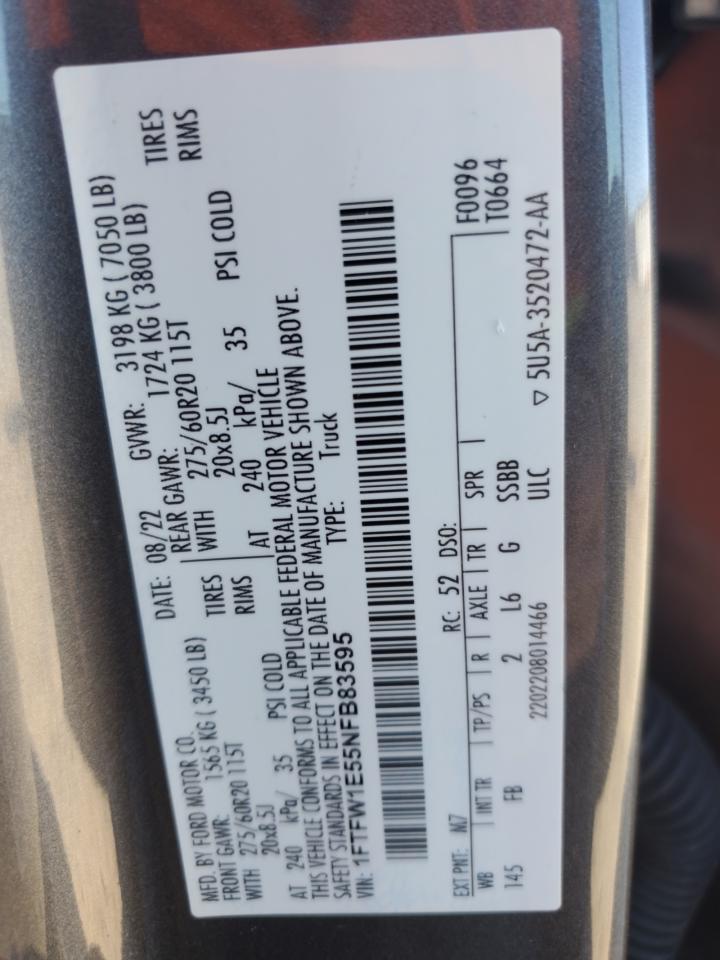 MFD. BY FORD MOTOR CO.
DATE: 08/22 GVWR: 3198 KG ( 7050 LB)
FRONT GAWR: 1565 KG ( 3450 LB)
REAR GAWR: 1724 KG ( 3800 LB)
WITH 275/60R20 115T TIRES
WITH 275/60R20 115T TIRES
20x8.5J RIMS
20x8.5J RIMS
AT 240 kPa/ 35 PSI COLD
AT 240 kPa/ 35 PSI COLD
THIS VEHICLE CONFORMS TO ALL APPLICABLE FEDERAL MOTOR VEHICLE
SAFETY STANDARDS IN EFFECT ON THE DATE OF MANUFACTURE SHOWN ABOVE.
VIN: 1FTFW1E55NFB83595 TYPE: Truck
F0096
T0664
EXT PNT: M7 RC: 52 DSO:
WB INT TR TP/PS R AXLE TR SPR
145 FB 2 L6 G SSBB
2202208014466 ULC ▽ 5U5A-3520472-AA